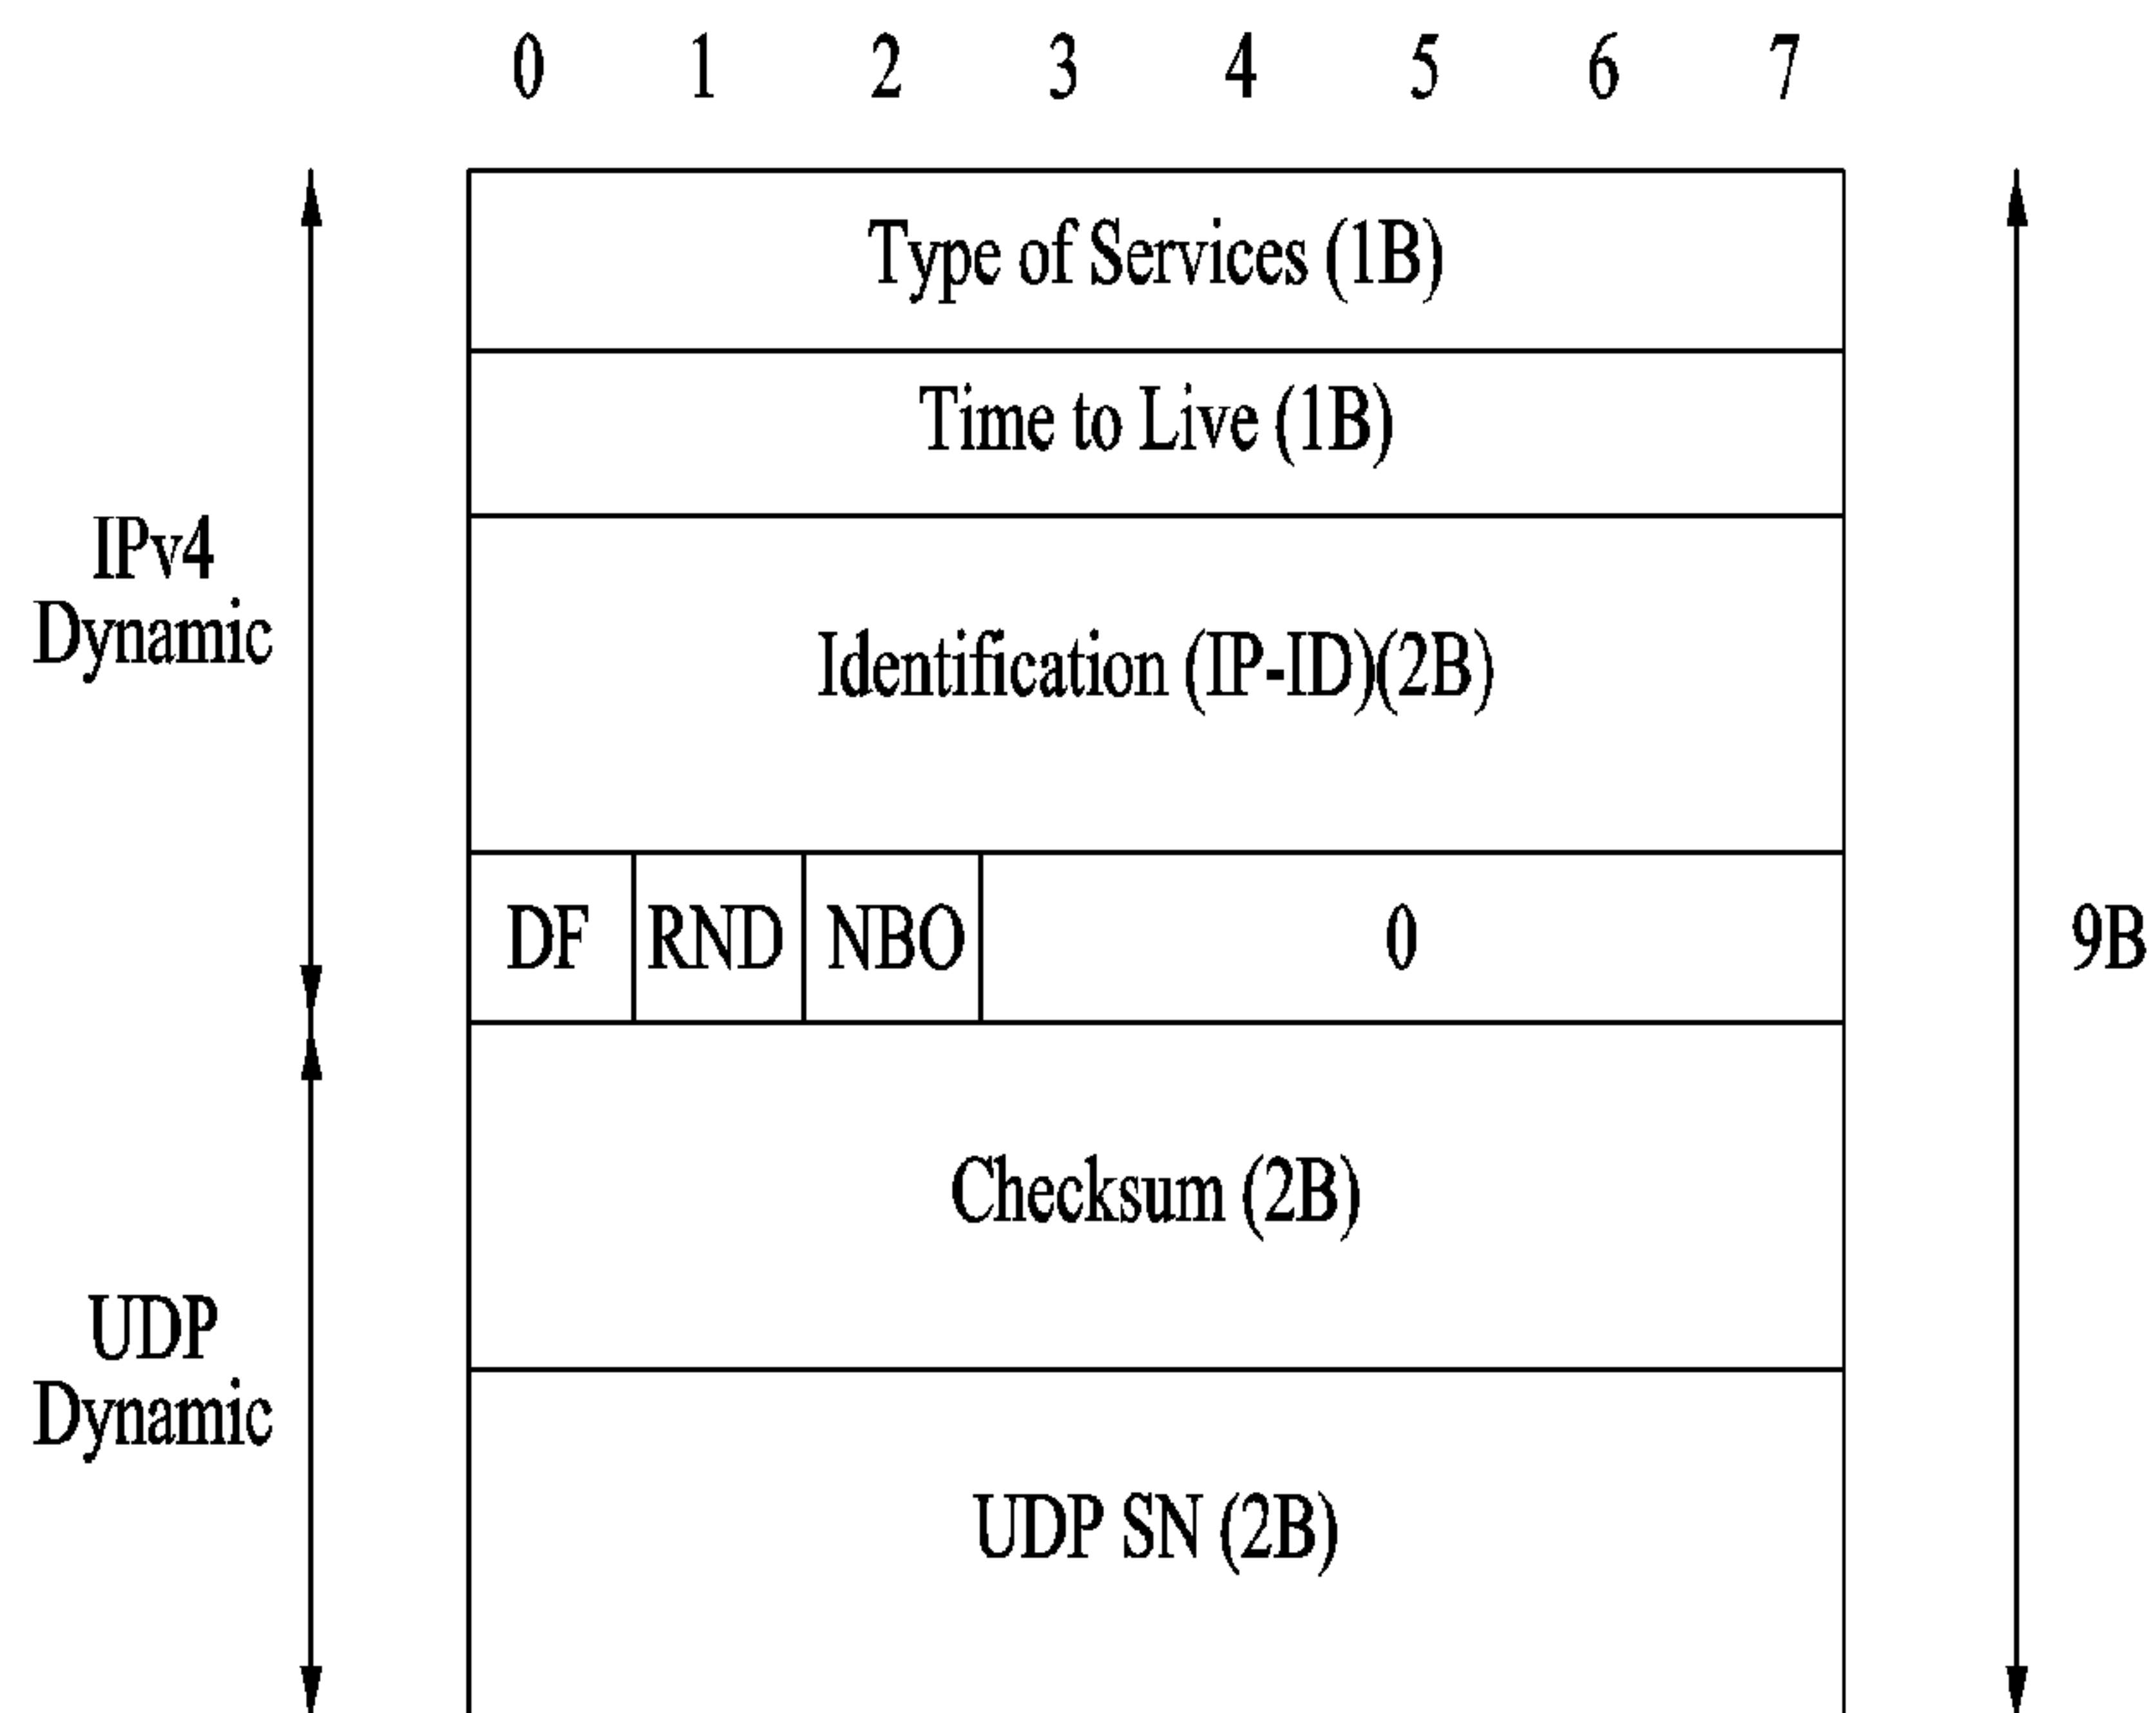 0 1 2 3 4 5 6 7
Type of Services (1B)
Time to Live (1B)
IPv4
Dynamic
Identification (IP-ID)(2B)
DF RND NBO 0
9B
Checksum (2B)
UDP
Dynamic
UDP SN (2B)